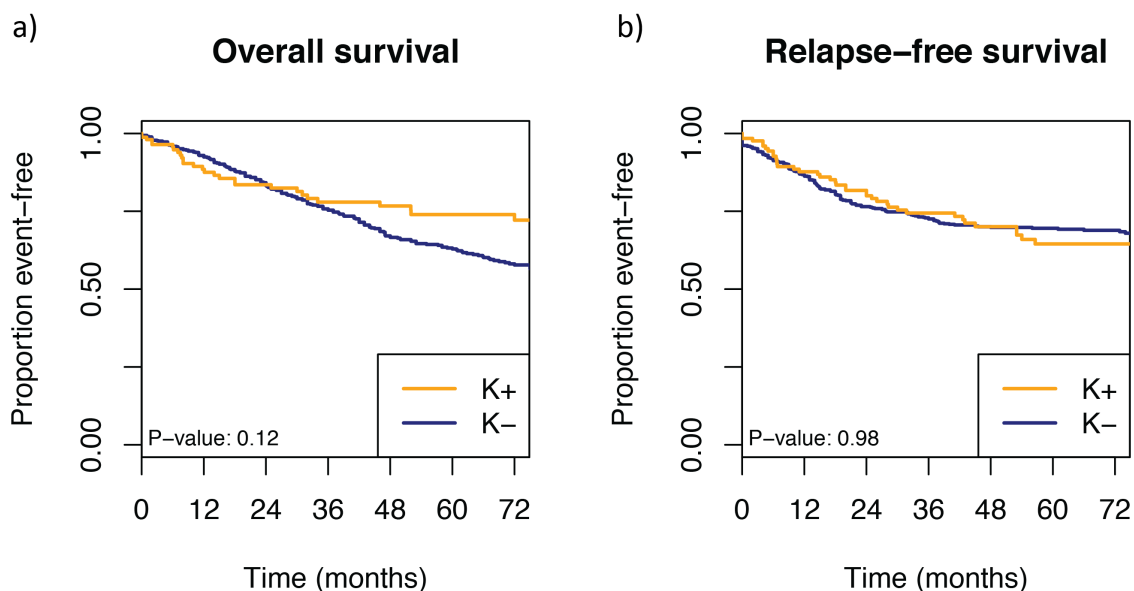 a)
Overall survival
Proportion event−free
1.00
0.50
0.00
K+
K−
P−value: 0.12
0 12 24 36 48 60 72
Time (months)
b)
Relapse−free survival
Proportion event−free
1.00
0.50
0.00
K+
K−
P−value: 0.98
0 12 24 36 48 60 72
Time (months)